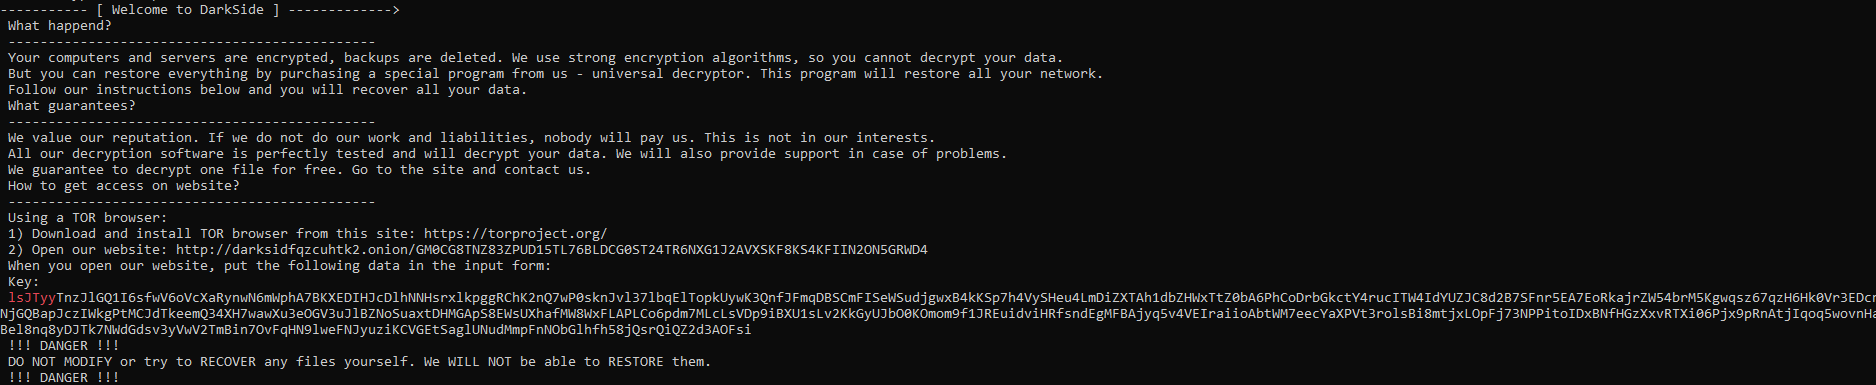 ----------- [ Welcome to DarkSide ] ------------->
What happend?
----------------------------------------------
Your computers and servers are encrypted, backups are deleted. We use strong encryption algorithms, so you cannot decrypt your data.
But you can restore everything by purchasing a special program from us - universal decryptor. This program will restore all your network.
Follow our instructions below and you will recover all your data.
What guarantees?
----------------------------------------------
We value our reputation. If we do not do our work and liabilities, nobody will pay us. This is not in our interests.
All our decryption software is perfectly tested and will decrypt your data. We will also provide support in case of problems.
We guarantee to decrypt one file for free. Go to the site and contact us.
How to get access on website?
----------------------------------------------
Using a TOR browser:
1) Download and install TOR browser from this site: https://torproject.org/
2) Open our website: http://darksidfqzcuhtk2.onion/GM0CG8TNZ83ZPUD15TL76BLDCG0ST24TR6NXG1J2AVXSKF8KS4KFIIN2ON5GRWD4
When you open our website, put the following data in the input form:
Key:
!!! DANGER !!!
DO NOT MODIFY or try to RECOVER any files yourself. We WILL NOT be able to RESTORE them.
!!! DANGER !!!